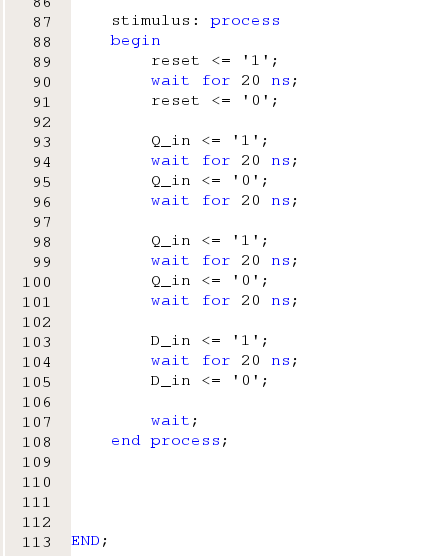 86
87 stimulus: process
88 begin
89 reset <= '1';
90 wait for 20 ns;
91 reset <= '0';
92
93 Q_in <= '1';
94 wait for 20 ns;
95 Q_in <= '0';
96 wait for 20 ns;
97
98 Q_in <= '1';
99 wait for 20 ns;
100 Q_in <= '0';
101 wait for 20 ns;
102
103 D_in <= '1';
104 wait for 20 ns;
105 D_in <= '0';
106
107 wait;
108 end process;
109
110
111
112
113 END;